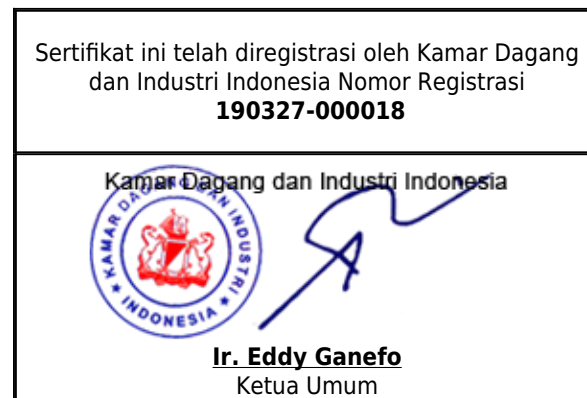 Sertifikat ini telah diregistrasi oleh Kamar Dagang
dan Industri Indonesia Nomor Registrasi
190327-000018
Kamar Dagang dan Industri Indonesia
KAMAR DAGANG DAN INDUSTRI
INDONESIA
Ir. Eddy Ganefo
Ketua Umum